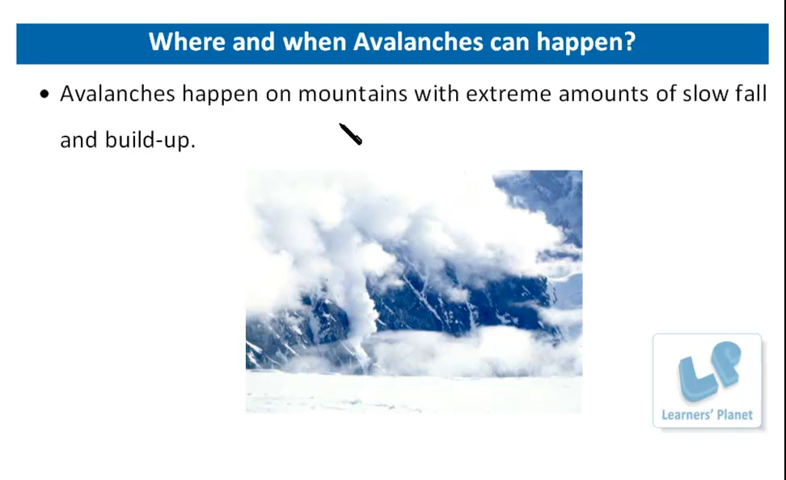 Where and when Avalanches can happen?
• Avalanches happen on mountains with extreme amounts of slow fall
and build-up.
LP
Learners' Planet